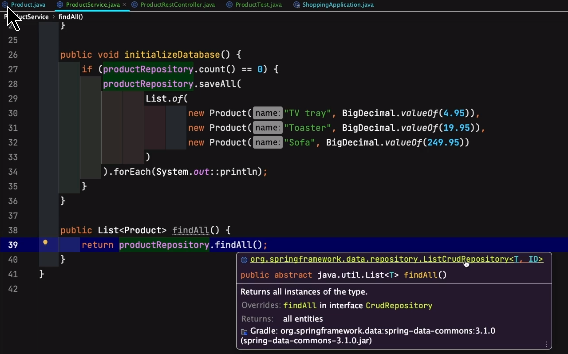 Product.java ProductService.java × ProductRestController.java ProductTest.java ShoppingApplication.java
ctService › findAll()
}
25
26 public void initializeDatabase() {
27 if (productRepository.count() == 0) {
28 productRepository.saveAll(
29 List.of(
30 new Product( name: "TV tray", BigDecimal.valueOf(4.95)),
31 new Product( name: "Toaster", BigDecimal.valueOf(19.95)),
32 new Product( name: "Sofa", BigDecimal.valueOf(249.95))
33 )
34 ).forEach(System.out::println);
35 }
36 }
37
38 public List<Product> findAll() {
39 return productRepository.findAll();
40 }
41 }
42
org.springframework.data.repository.ListCrudRepository<T, ID>
public abstract java.util.List<T> findAll()
Returns all instances of the type.
Overrides: findAll in interface CrudRepository
Returns: all entities
Gradle: org.springframework.data:spring-data-commons:3.1.0
(spring-data-commons-3.1.0.jar)